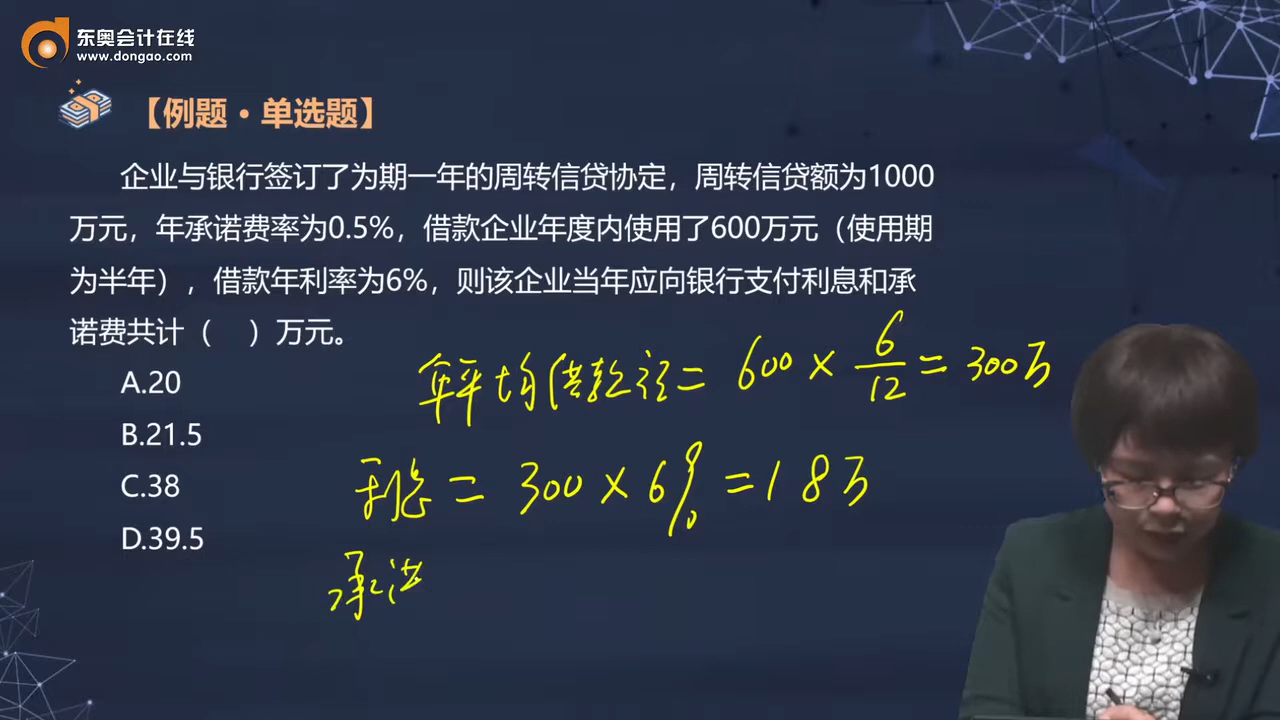 东奥会计在线
www.dongao.com
【例题·单选题】
企业与银行签订了为期一年的周转信贷协定，周转信贷额为1000
万元，年承诺费率为0.5%，借款企业年度内使用了600万元（使用期
为半年），借款年利率为6%，则该企业当年应向银行支付利息和承
诺费共计（ ）万元。
A.20
B.21.5
C.38
D.39.5
年平均借款额=600×6/12=300万
利息=300×6%=18万
承诺